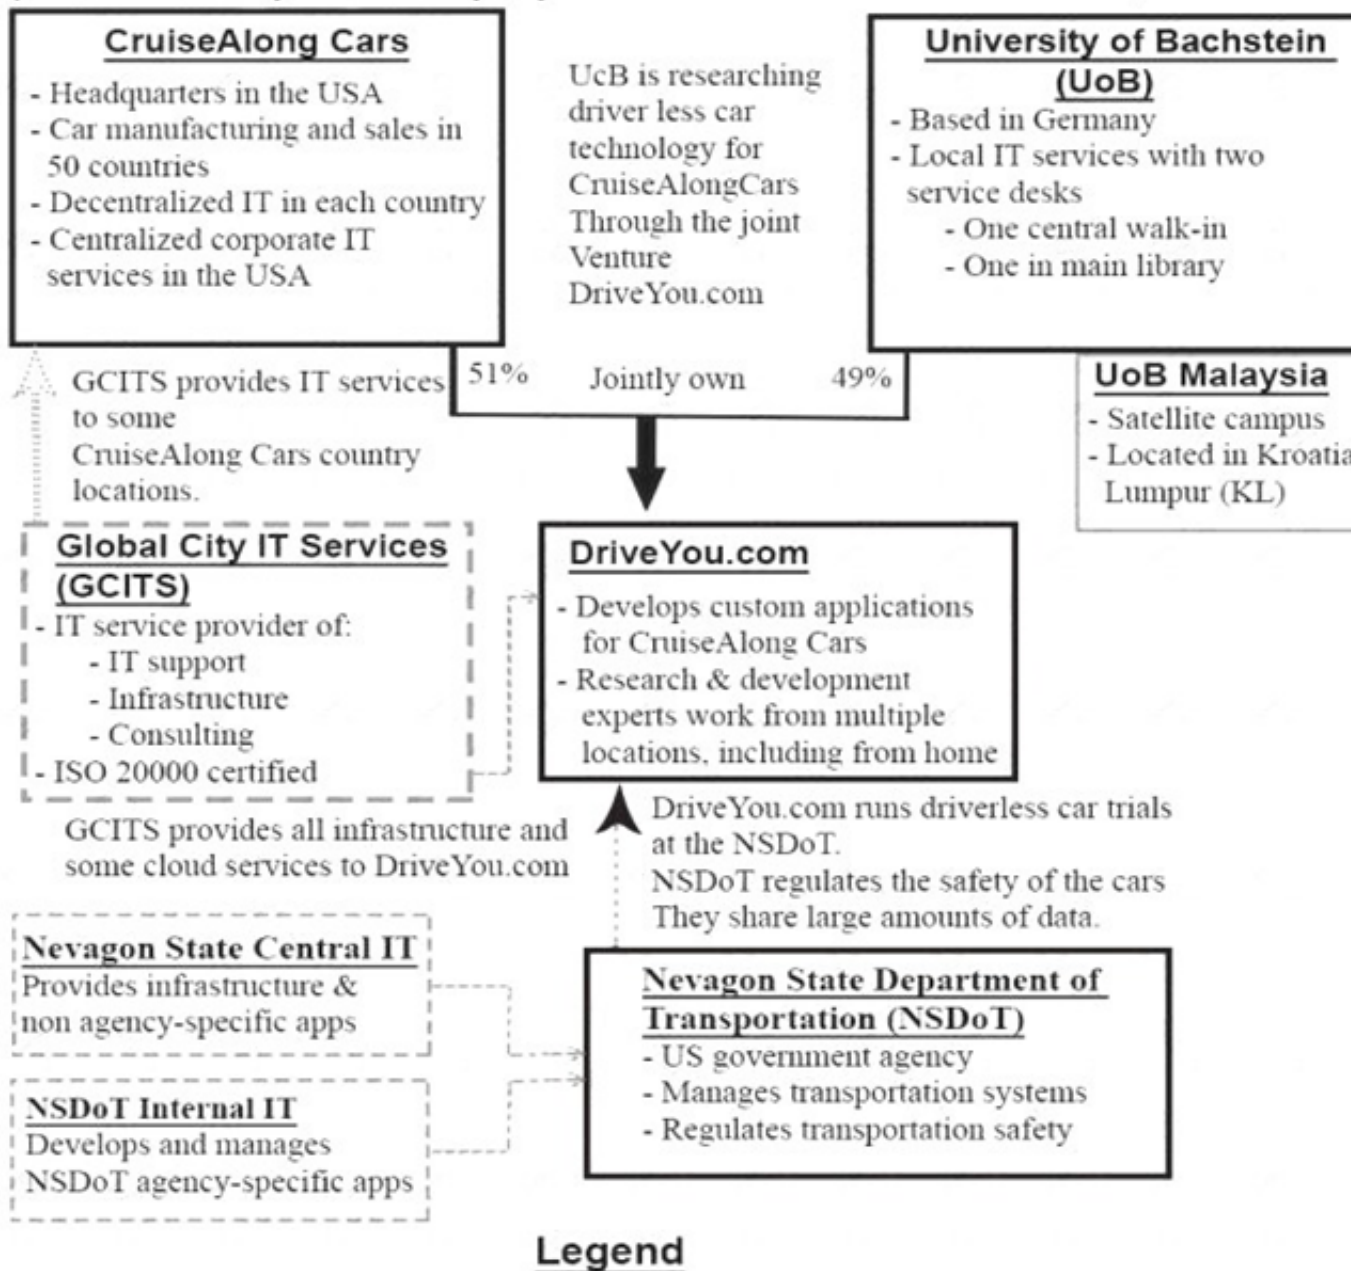 CruiseAlong Cars
- Headquarters in the USA
- Car manufacturing and sales in
50 countries
- Decentralized IT in each country
- Centralized corporate IT
services in the USA
UcB is researching
driver less car
technology for
CruiseAlongCars
Through the joint
Venture
DriveYou.com
University of Bachstein
(UoB)
- Based in Germany
- Local IT services with two
service desks
- One central walk-in
- One in main library
51% Jointly own 49%
UoB Malaysia
- Satellite campus
- Located in Kroatia
Lumpur (KL)
GCITS provides IT services
to some
CruiseAlong Cars country
locations.
Global City IT Services
(GCITS)
- IT service provider of:
- IT support
- Infrastructure
- Consulting
- ISO 20000 certified
DriveYou.com
- Develops custom applications
for CruiseAlong Cars
- Research & development
experts work from multiple
locations, including from home
GCITS provides all infrastructure and
some cloud services to DriveYou.com
DriveYou.com runs driverless car trials
at the NSDoT.
NSDoT regulates the safety of the cars
They share large amounts of data.
Nevagon State Central IT
Provides infrastructure &
non agency-specific apps
NSDoT Internal IT
Develops and manages
NSDoT agency-specific apps
Nevagon State Department of
Transportation (NSDoT)
- US government agency
- Manages transportation systems
- Regulates transportation safety
Legend